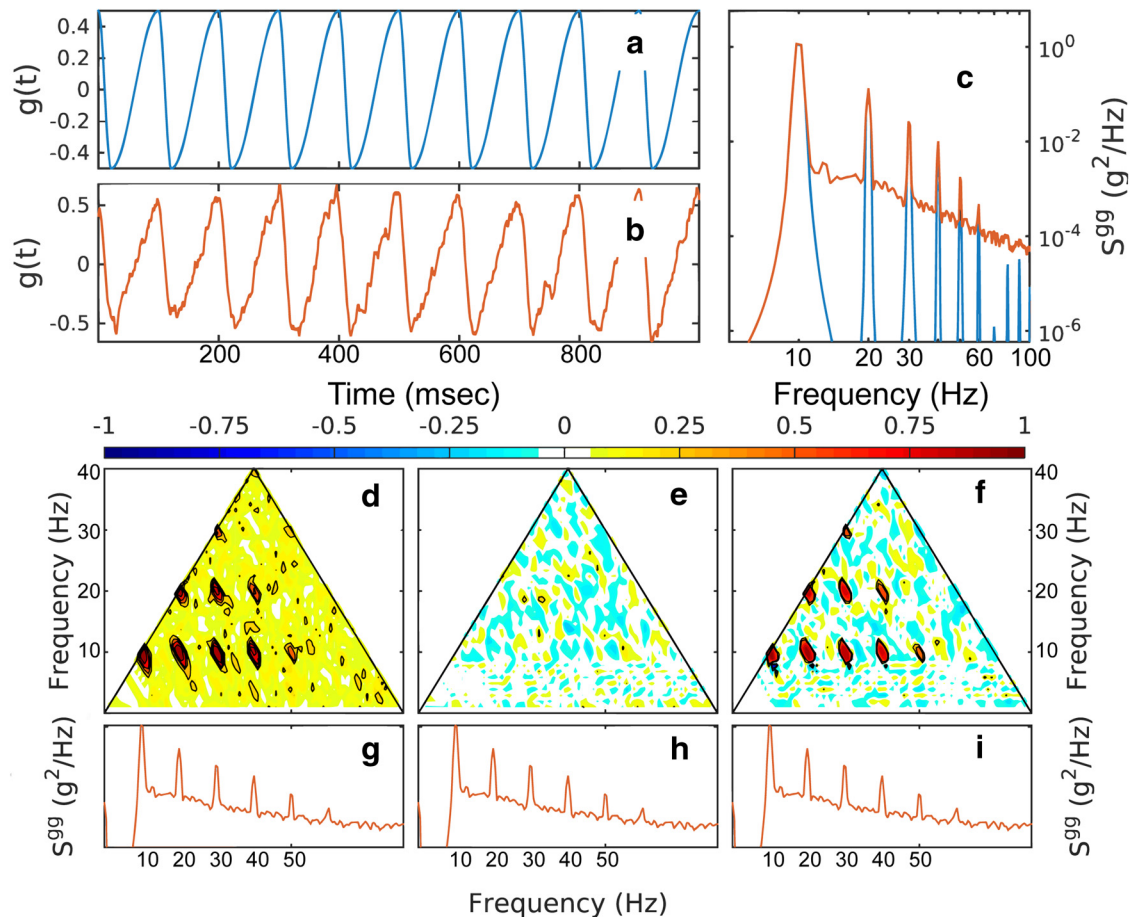 0.4
0.2
0
-0.2
-0.4
g(t)
a
0.5
0
-0.5
g(t)
b
200 400 600 800
Time (msec)
c
10^0
10^-2
10^-4
10^-6
S^gg (g^2/Hz)
10 20 30 60 100
Frequency (Hz)
-1 -0.75 -0.5 -0.25 0 0.25 0.5 0.75 1
40
30
20
10
Frequency (Hz)
d
e
f
40
30
20
10
Frequency (Hz)
S^gg (g^2/Hz)
g
h
i
S^gg (g^2/Hz)
10 20 30 40 50
10 20 30 40 50
10 20 30 40 50
Frequency (Hz)